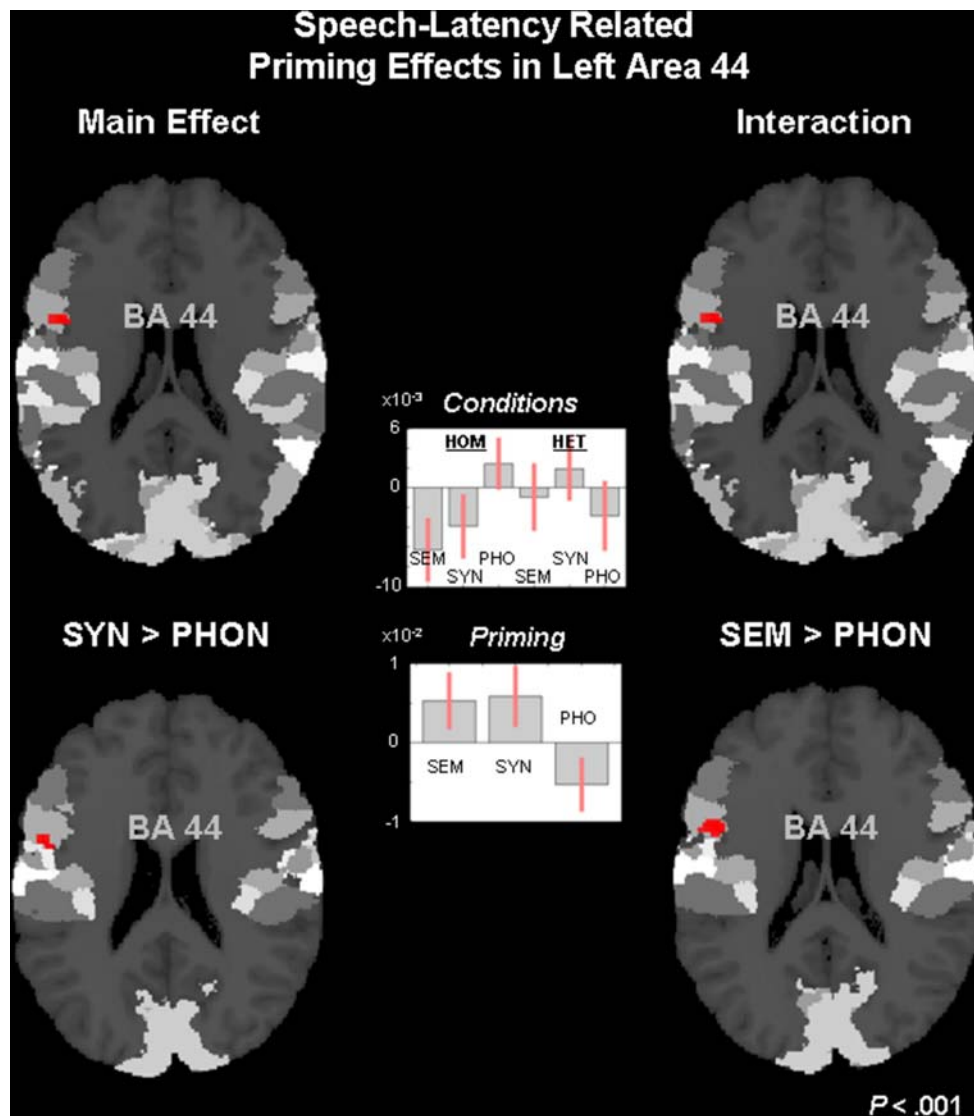 Speech-Latency Related
Priming Effects in Left Area 44
Main Effect
Interaction
BA 44
BA 44
x10⁻³ Conditions
6
HOM HET
0
SEM SYN PHO SEM SYN PHO
-10
SYN > PHON
SEM > PHON
x10⁻² Priming
1
PHO
0
SEM SYN
-1
BA 44
BA 44
P < .001